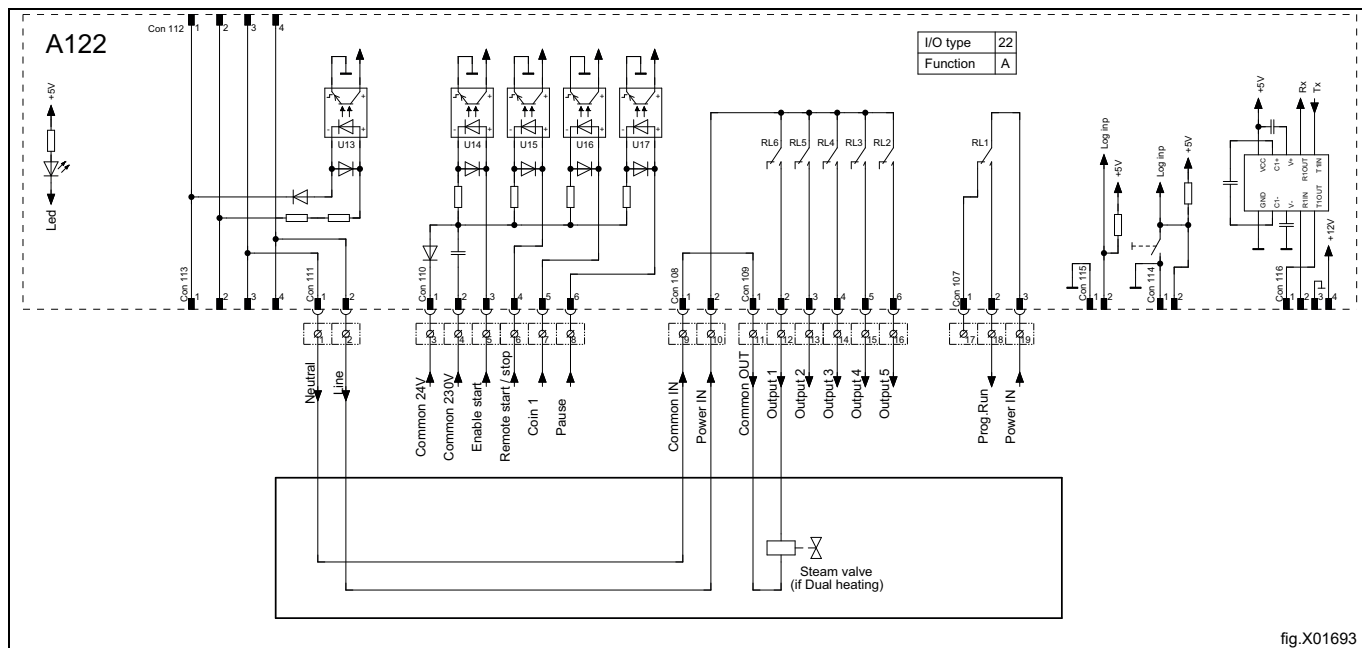 A122
Con 112
1 2 3 4
I/O type 22
Function A
+5V
Led
U13
U14
U15
U16
U17
- +
- +
- +
- +
- +
RL6
RL5
RL4
RL3
RL2
RL1
Log inp
+5V
Log inp
+5V
+5V
Rx
Tx
VCC
C1+
V+
R1OUT
T1IN
GND
C1-
V-
R1IN
T1OUT
+12V
Con 113
1 2 3 4
Con 111
1 2
Con 110
1 2 3 4 5 6
Con 108
1 2
Con 109
1 2 3 4 5 6
Con 107
1 2 3
Con 115
1 2
Con 114
1 2
Con 116
1 2 3 4
1 2 3 4 5 6 7 8 9 10 11 12 13 14 15 16 17 18 19
Neutral
Line
Common 24V
Common 230V
Enable start
Remote start / stop
Coin 1
Pause
Common IN
Power IN
Common OUT
Output 1
Output 2
Output 3
Output 4
Output 5
Prog.Run
Power IN
Steam valve
(if Dual heating)
fig.X01693